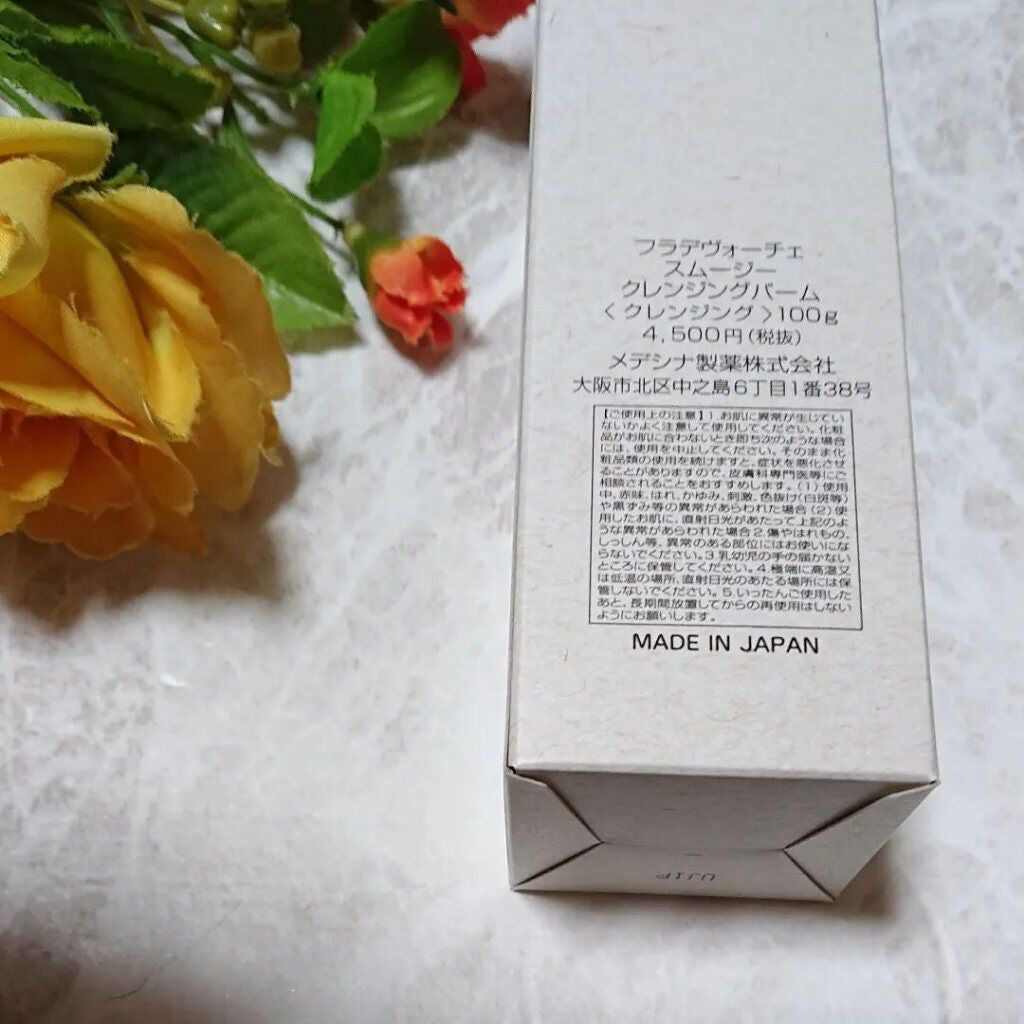 フラデヴォーチェ
スムージー
クレンジングバーム
〈クレンジング〉100g
4,500円(税抜)
メデシナ製薬株式会社
大阪市北区中之島6丁目1番38号
【ご使用上の注意】1.お肌に異常が生じてい
ないかよく注意して使用してください。化粧
品がお肌に合わないとき即ち次のような場合
には、使用を中止してください。そのまま化
粧品類の使用を続けますと、症状を悪化させ
ることがありますので、皮膚科専門医等にご
相談されることをおすすめします。(1)使用
中、赤味、はれ、かゆみ、刺激、色抜け(白斑等)
や黒ずみ等の異常があらわれた場合(2)使
用したお肌に、直射日光があたって上記のよ
うな異常があらわれた場合2.傷やはれもの、
しっしん等、異常のある部位にはお使いにな
らないでください。3.乳幼児の手の届かない
ところに保管してください。4.極端に高温又
は低温の場所、直射日光のあたる場所には保
管しないでください。5.いったんご使用した
あと、長期間放置してからの再使用はしない
ようにお願いします。
MADE IN JAPAN